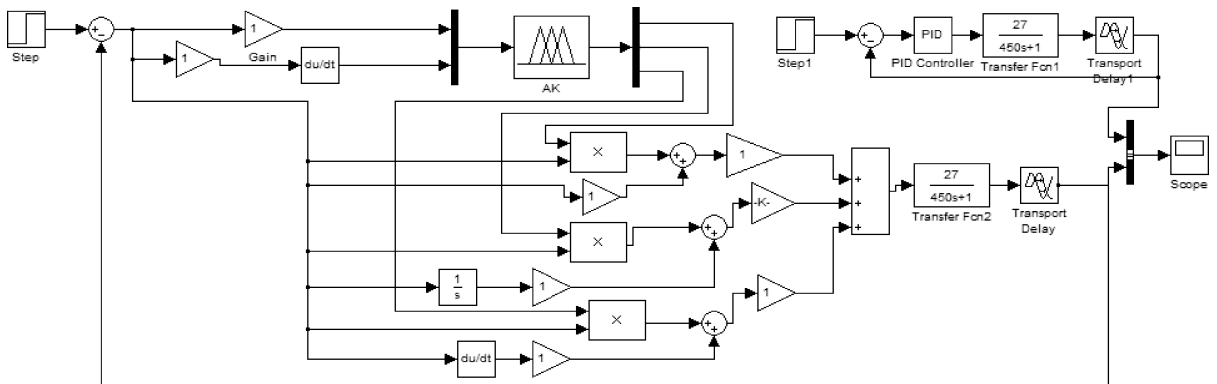 Step
+
-
1
Gain
1
du/dt
AK
Step1
+
-
PID
PID Controller
27
450s+1
Transfer Fcn1
Transport
Delay1
×
+
+
1
1
×
+
+
-K-
1
s
1
×
+
+
1
du/dt
1
+
+
+
27
450s+1
Transfer Fcn2
Transport
Delay
Scope